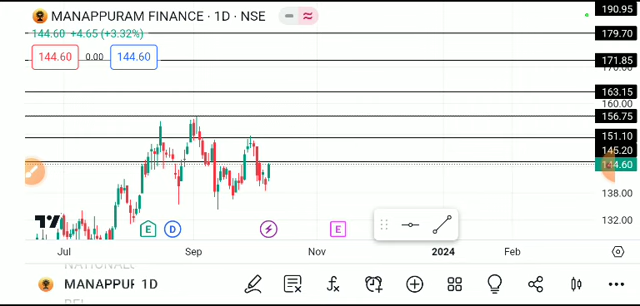 MANAPPURAM FINANCE · 1D · NSE
144.60 +4.65 (+3.32%)
144.60 0.00 144.60
190.95
179.70
171.85
163.15
160.00
156.75
151.10
145.20
144.60
138.00
132.00
E D E
Jul Sep Nov 2024 Feb
MANAPPUR 1D